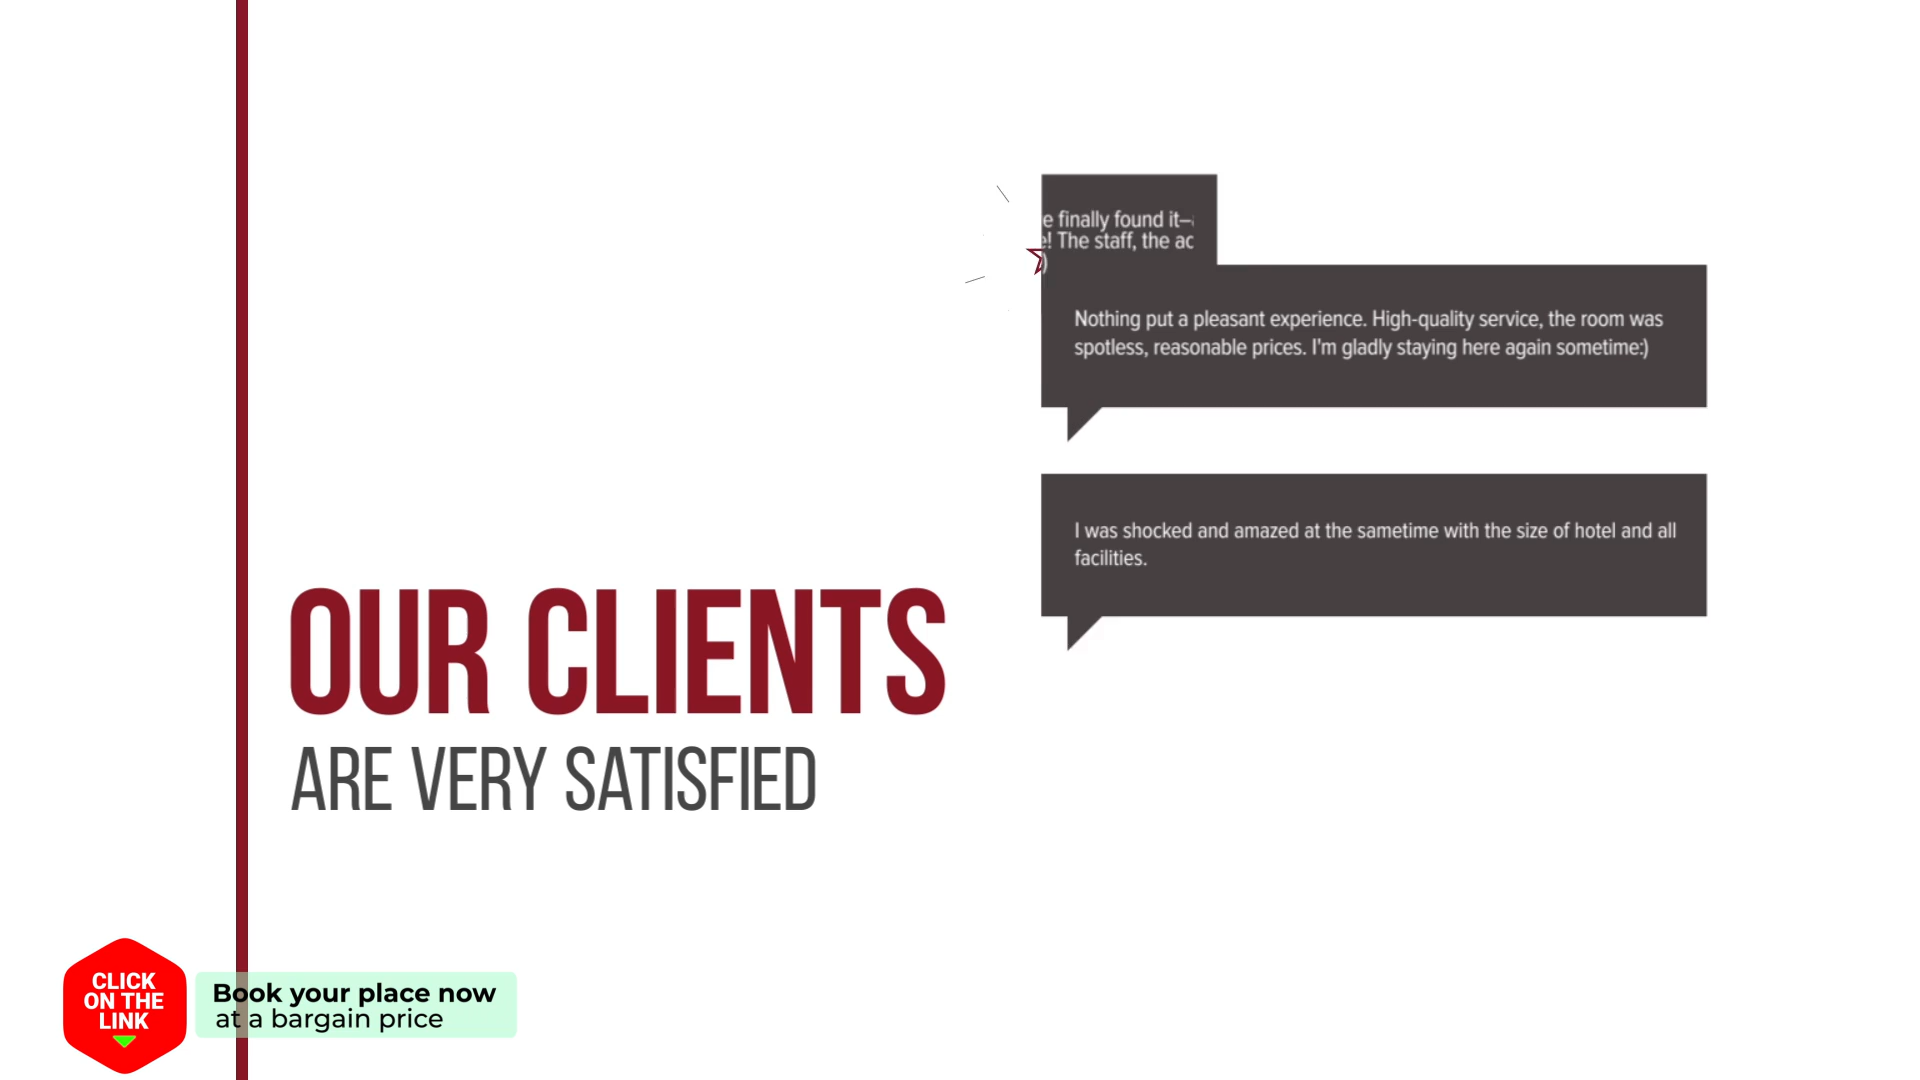 finally found it—
The staff, the
Nothing put a pleasant experience. High-quality service, the room was
spotless, reasonable prices. I'm gladly staying here again sometime:)
I was shocked and amazed at the sametime with the size of hotel and all
facilities.
OUR CLIENTS
ARE VERY SATISFIED
CLICK
ON THE
LINK
Book your place now
at a bargain price